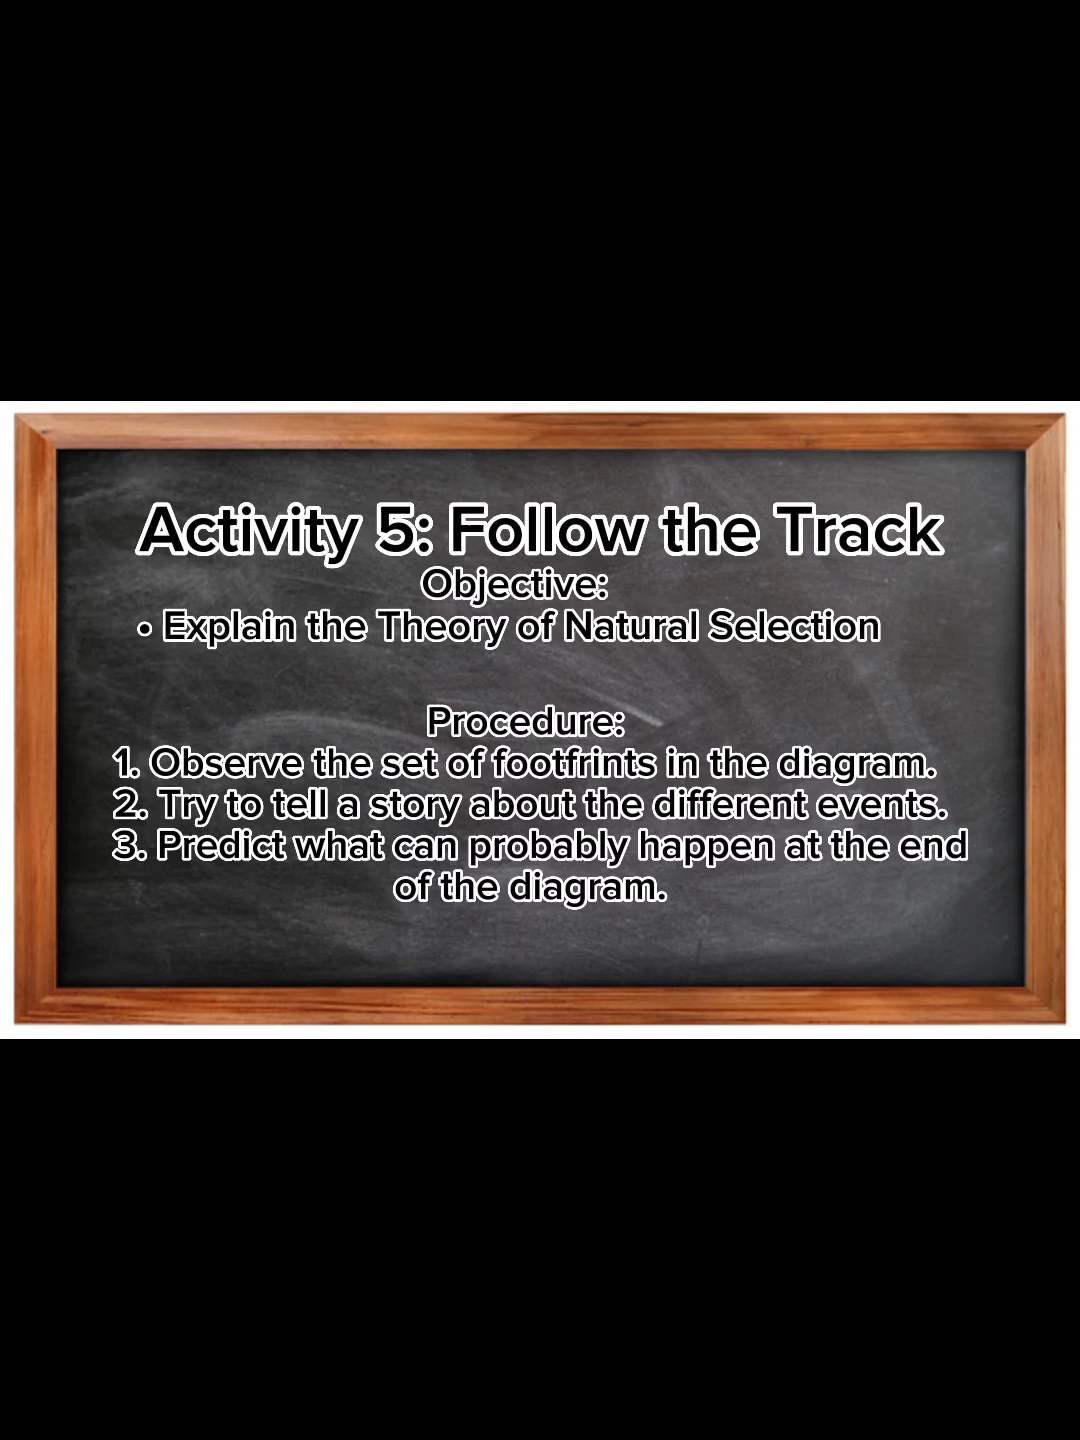 Activity 5: Follow the Track
Objective:
• Explain the Theory of Natural Selection
Procedure:
1. Observe the set of footfrints in the diagram.
2. Try to tell a story about the different events.
3. Predict what can probably happen at the end
of the diagram.